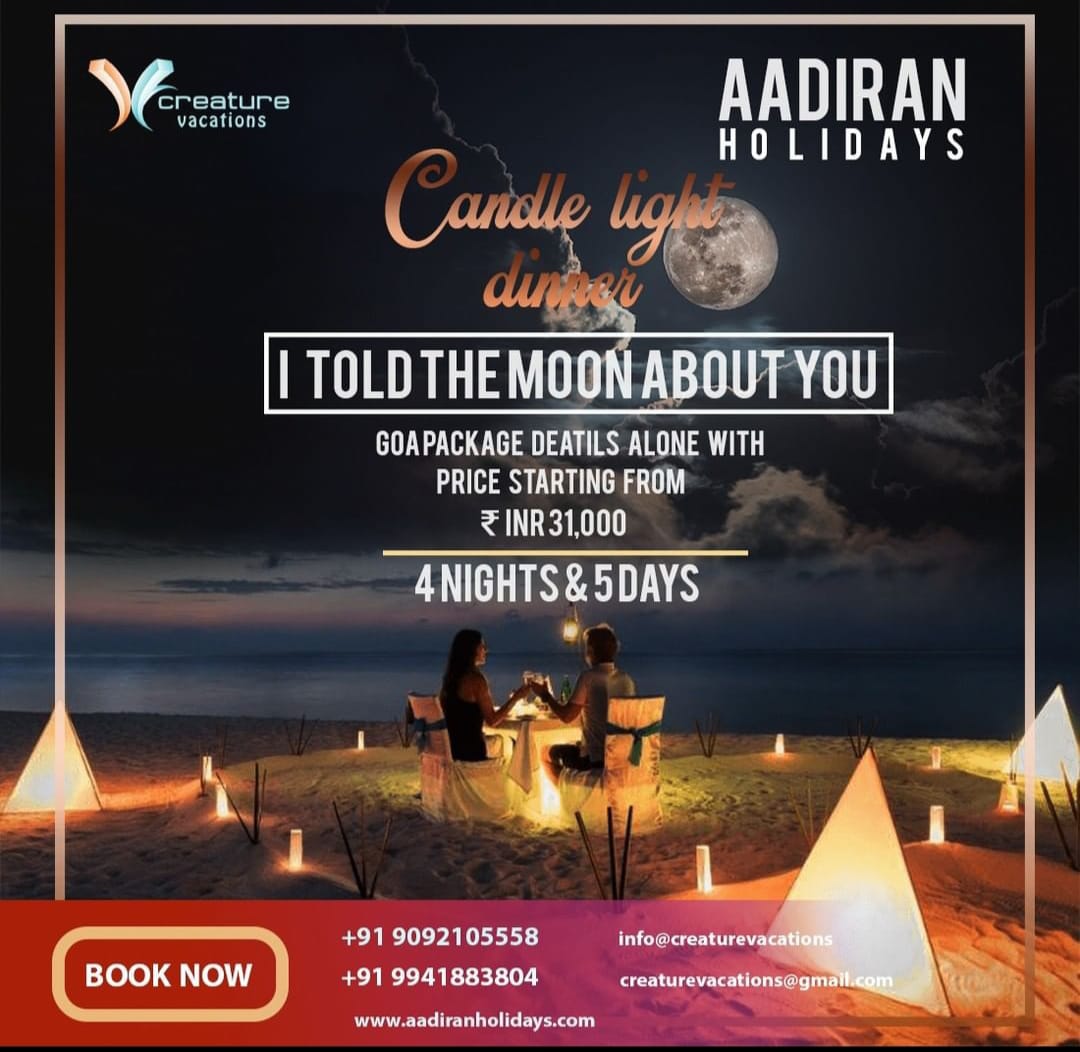 creature
vacations
AADIRAN
HOLIDAYS
Candle light
dinner
I TOLD THE MOON ABOUT YOU
GOA PACKAGE DEATILS ALONE WITH
PRICE STARTING FROM
₹ INR 31,000
4 NIGHTS & 5 DAYS
BOOK NOW
+91 9092105558
+91 9941883804
www.aadiranholidays.com
info@creaturevacations
creaturevacations@gmail.com